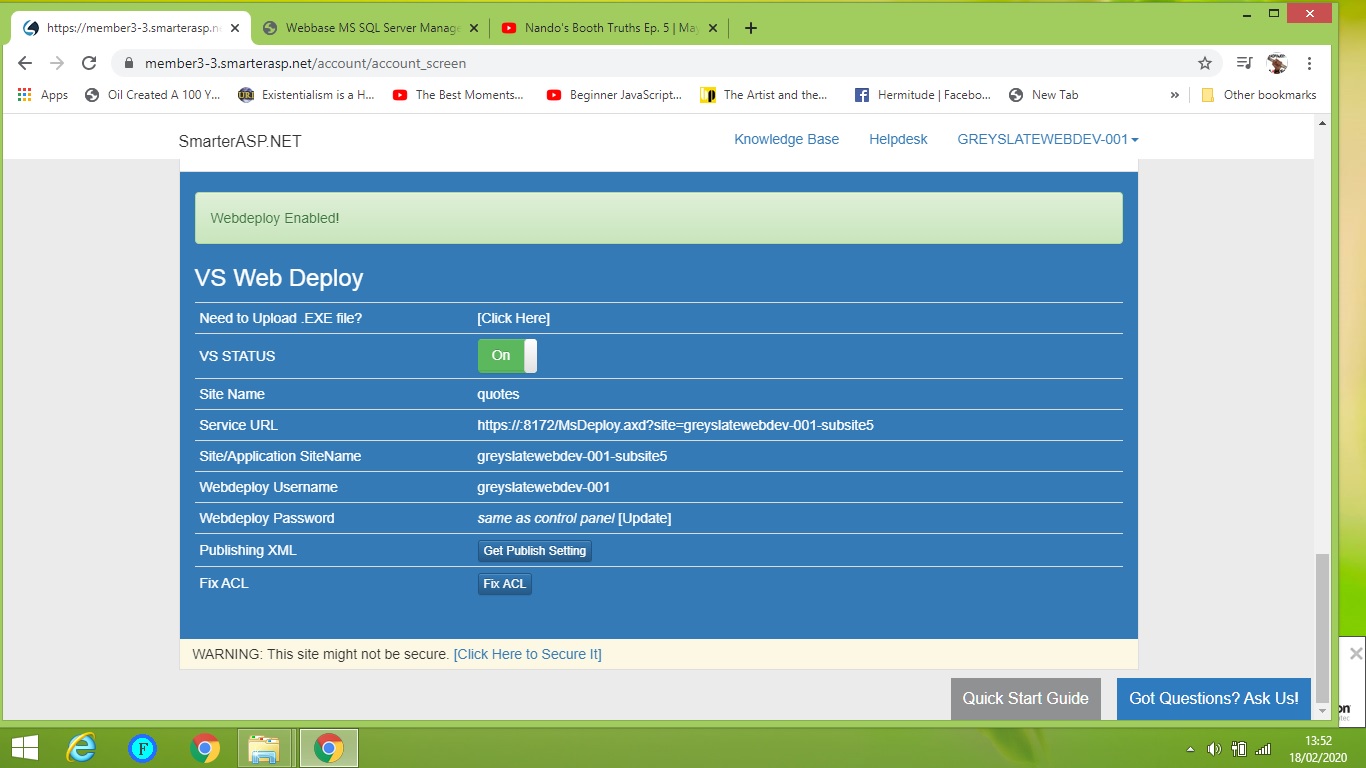 https://member3-3.smarterasp.n
Webbase MS SQL Server Manage
Nando's Booth Truths Ep. 5 | May
member3-3.smarterasp.net/account/account_screen
Apps
Oil Created A 100 Y...
Existentialism is a H...
The Best Moments...
Beginner JavaScript...
The Artist and the...
Hermitude | Facebo...
New Tab
»
Other bookmarks
SmarterASP.NET
Knowledge Base
Helpdesk
GREYSLATEWEBDEV-001
Webdeploy Enabled!
VS Web Deploy
Need to Upload .EXE file? [Click Here]
VS STATUS On
Site Name quotes
Service URL https://:8172/MsDeploy.axd?site=greyslatewebdev-001-subsite5
Site/Application SiteName greyslatewebdev-001-subsite5
Webdeploy Username greyslatewebdev-001
Webdeploy Password same as control panel [Update]
Publishing XML Get Publish Setting
Fix ACL Fix ACL
WARNING: This site might not be secure. [Click Here to Secure It]
Quick Start Guide
Got Questions? Ask Us!
13:52
18/02/2020